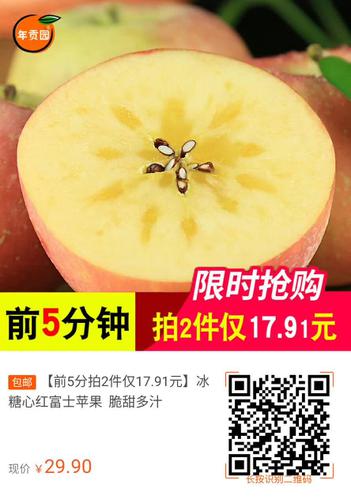 年贡园
限时抢购
前5分钟
拍2件仅17.91元
包邮 【前5分拍2件仅17.91元】冰
糖心红富士苹果 脆甜多汁
现价 ¥29.90
长按识别二维码